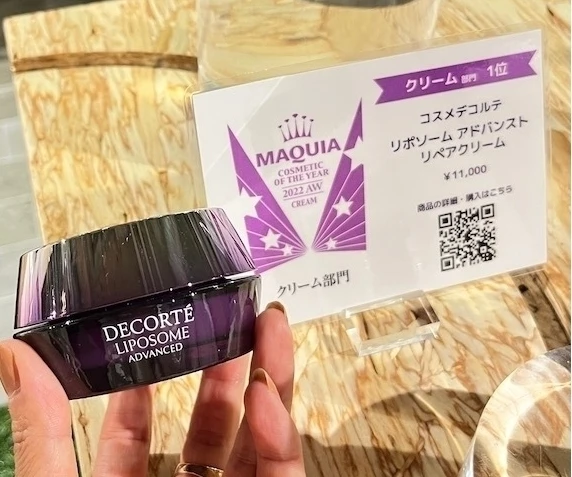 クリーム 部門 1位
コスメデコルテ
リポソーム アドバンスト
リペアクリーム
¥11,000
商品の詳細・購入はこちら
MAQUIA
COSMETIC
OF THE YEAR
2022 AW
CREAM
クリーム部門
DECORTÉ
LIPOSOME
ADVANCED